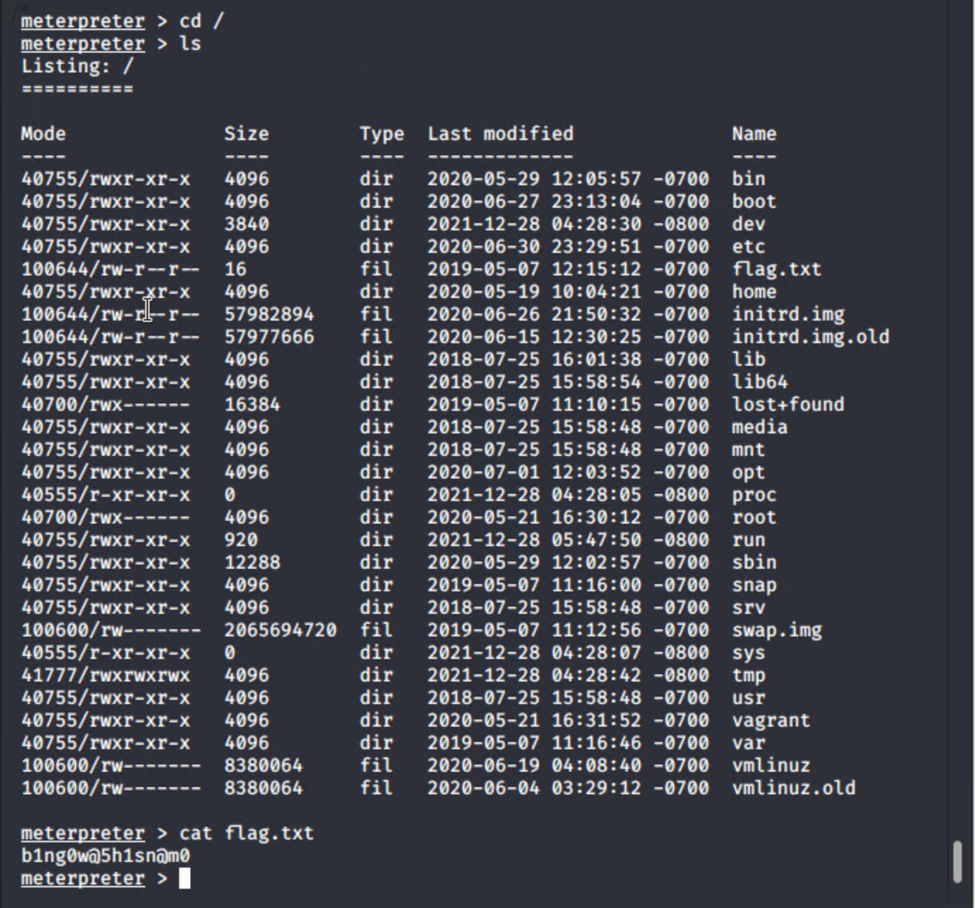 meterpreter > cd /
meterpreter > ls
Listing: /
==========
Mode Size Type Last modified Name
---- ---- ---- ------------- ----
40755/rwxr-xr-x 4096 dir 2020-05-29 12:05:57 -0700 bin
40755/rwxr-xr-x 4096 dir 2020-06-27 23:13:04 -0700 boot
40755/rwxr-xr-x 3840 dir 2021-12-28 04:28:30 -0800 dev
40755/rwxr-xr-x 4096 dir 2020-06-30 23:29:51 -0700 etc
100644/rw-r--r-- 16 fil 2019-05-07 12:15:12 -0700 flag.txt
40755/rwxr-xr-x 4096 dir 2020-05-19 10:04:21 -0700 home
100644/rw-r--r-- 57982894 fil 2020-06-26 21:50:32 -0700 initrd.img
100644/rw-r--r-- 57977666 fil 2020-06-15 12:30:25 -0700 initrd.img.old
40755/rwxr-xr-x 4096 dir 2018-07-25 16:01:38 -0700 lib
40755/rwxr-xr-x 4096 dir 2018-07-25 15:58:54 -0700 lib64
40700/rwx------ 16384 dir 2019-05-07 11:10:15 -0700 lost+found
40755/rwxr-xr-x 4096 dir 2018-07-25 15:58:48 -0700 media
40755/rwxr-xr-x 4096 dir 2018-07-25 15:58:48 -0700 mnt
40755/rwxr-xr-x 4096 dir 2020-07-01 12:03:52 -0700 opt
40555/r-xr-xr-x 0 dir 2021-12-28 04:28:05 -0800 proc
40700/rwx------ 4096 dir 2020-05-21 16:30:12 -0700 root
40755/rwxr-xr-x 920 dir 2021-12-28 05:47:50 -0800 run
40755/rwxr-xr-x 12288 dir 2020-05-29 12:02:57 -0700 sbin
40755/rwxr-xr-x 4096 dir 2019-05-07 11:16:00 -0700 snap
40755/rwxr-xr-x 4096 dir 2018-07-25 15:58:48 -0700 srv
100600/rw------- 2065694720 fil 2019-05-07 11:12:56 -0700 swap.img
40555/r-xr-xr-x 0 dir 2021-12-28 04:28:07 -0800 sys
41777/rwxrwxrwx 4096 dir 2021-12-28 04:28:42 -0800 tmp
40755/rwxr-xr-x 4096 dir 2018-07-25 15:58:48 -0700 usr
40755/rwxr-xr-x 4096 dir 2020-05-21 16:31:52 -0700 vagrant
40755/rwxr-xr-x 4096 dir 2019-05-07 11:16:46 -0700 var
100600/rw------- 8380064 fil 2020-06-19 04:08:40 -0700 vmlinuz
100600/rw------- 8380064 fil 2020-06-04 03:29:12 -0700 vmlinuz.old
meterpreter > cat flag.txt
b1ng0w@5h1sn@m0
meterpreter >